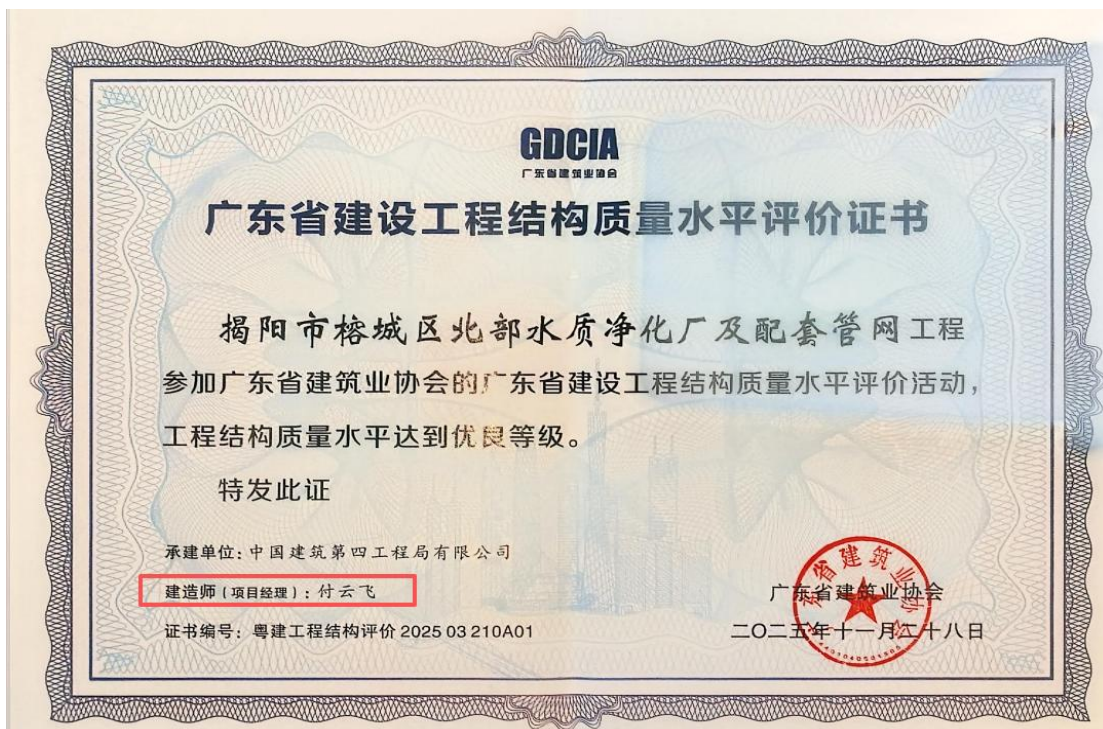 GDCIA
广东省建筑业协会
广东省建设工程结构质量水平评价证书
揭阳市榕城区北部水质净化厂及配套管网工程
参加广东省建筑业协会的广东省建设工程结构质量水平评价活动，
工程结构质量水平达到优良等级。
特发此证
承建单位：中国建筑第四工程局有限公司
建造师（项目经理）：付云飞
证书编号：粤建工程结构评价 2025 03 210A01
广东省建筑业协会
二〇二五年十一月二十八日
广东省建筑业协会